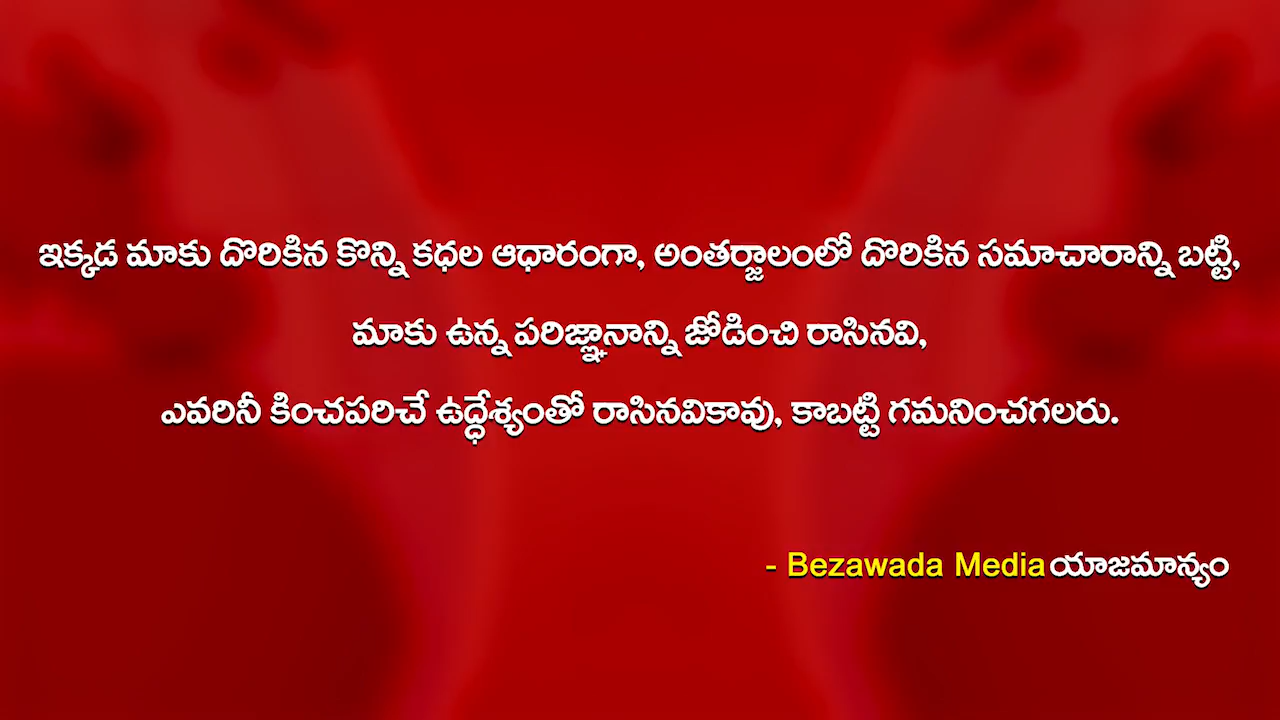 ఇక్కడ మాకు దొరికిన కొన్ని కధల ఆధారంగా, అంతర్జాలంలో దొరికిన సమాచారాన్ని బట్టి,
మాకు ఉన్న పరిజ్ఞానాన్ని జోడించి రాసినవి,
ఎవరినీ కించపరిచే ఉద్ధేశ్యంతో రాసినవికావు, కాబట్టి గమనించగలరు.
- Bezawada Media యాజమాన్యం